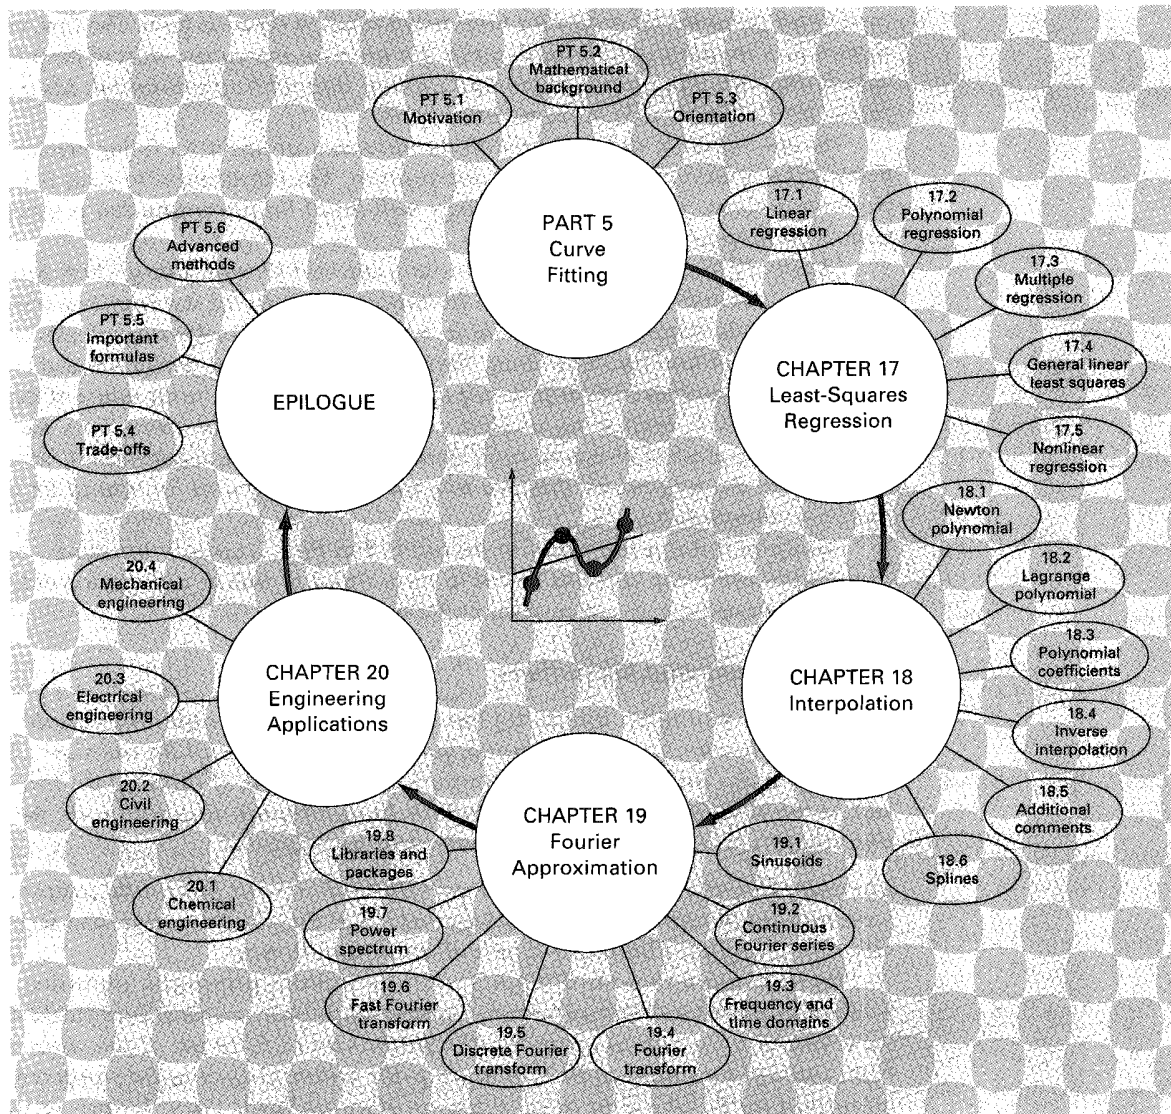 PT 5.1
Motivation
PT 5.2
Mathematical
background
PT 5.3
Orientation
PART 5
Curve
Fitting
17.1
Linear
regression
17.2
Polynomial
regression
17.3
Multiple
regression
17.4
General linear
least squares
17.5
Nonlinear
regression
CHAPTER 17
Least-Squares
Regression
18.1
Newton
polynomial
18.2
Lagrange
polynomial
18.3
Polynomial
coefficients
18.4
Inverse
interpolation
18.5
Additional
comments
18.6
Splines
CHAPTER 18
Interpolation
CHAPTER 19
Fourier
Approximation
19.1
Sinusoids
19.2
Continuous
Fourier series
19.3
Frequency and
time domains
19.4
Fourier
transform
19.5
Discrete Fourier
transform
19.6
Fast Fourier
transform
19.7
Power
spectrum
19.8
Libraries and
packages
CHAPTER 20
Engineering
Applications
20.1
Chemical
engineering
20.2
Civil
engineering
20.3
Electrical
engineering
20.4
Mechanical
engineering
EPILOGUE
PT 5.4
Trade-offs
PT 5.5
Important
formulas
PT 5.6
Advanced
methods